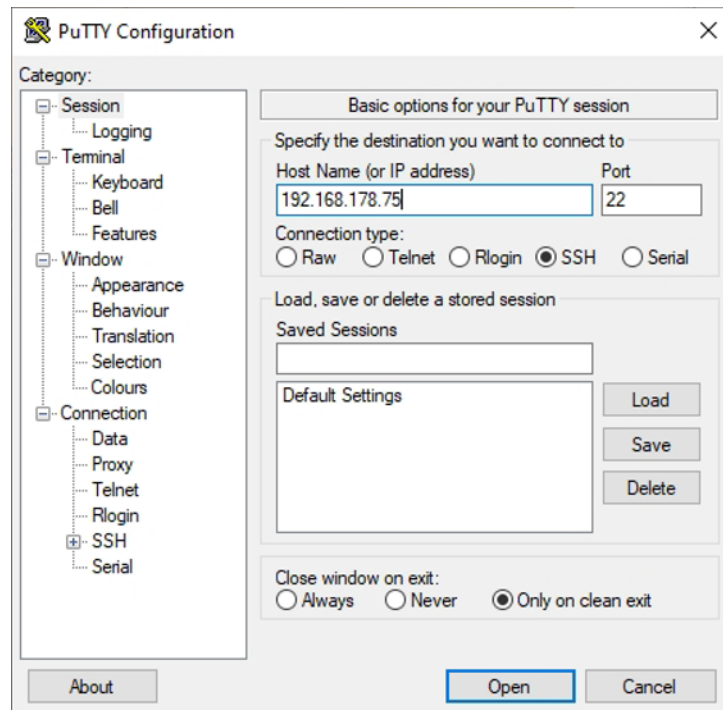 PuTTY Configuration
Category:
Session
Logging
Terminal
Keyboard
Bell
Features
Window
Appearance
Behaviour
Translation
Selection
Colours
Connection
Data
Proxy
Telnet
Rlogin
SSH
Serial
Basic options for your PuTTY session
Specify the destination you want to connect to
Host Name (or IP address) Port
192.168.178.75 22
Connection type:
Raw Telnet Rlogin SSH Serial
Load, save or delete a stored session
Saved Sessions
Default Settings
Load
Save
Delete
Close window on exit:
Always Never Only on clean exit
About Open Cancel